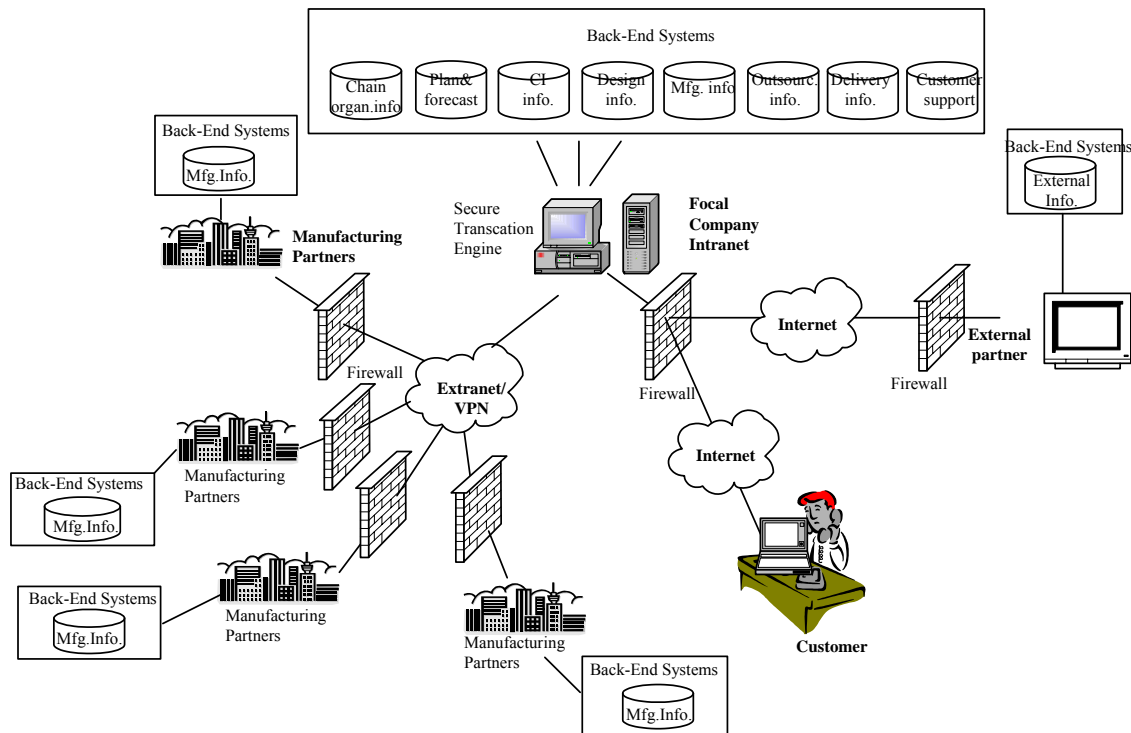 Back-End Systems
Chain
organ.info
Plan&
forecast
CI
info.
Design
info.
Mfg. info
Outsourc.
info.
Delivery
info.
Customer
support
Back-End Systems
Mfg.Info.
Back-End Systems
External
Info.
Secure
Transcation
Engine
Focal
Company
Intranet
Manufacturing
Partners
Internet
External
partner
Firewall
Firewall
Firewall
Extranet/
VPN
Internet
Manufacturing
Partners
Back-End Systems
Mfg.Info.
Back-End Systems
Mfg.Info.
Manufacturing
Partners
Manufacturing
Partners
Customer
Back-End Systems
Mfg.Info.